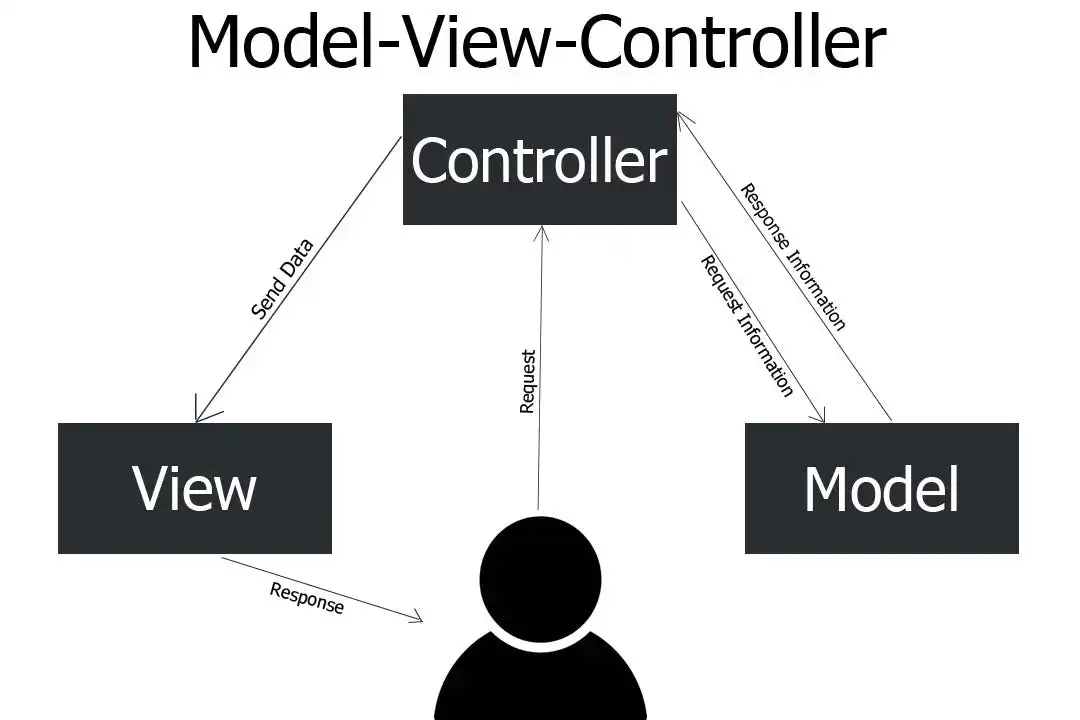 Model-View-Controller
Controller
Send Data
Request
Request Information
Response Information
View
Model
Response